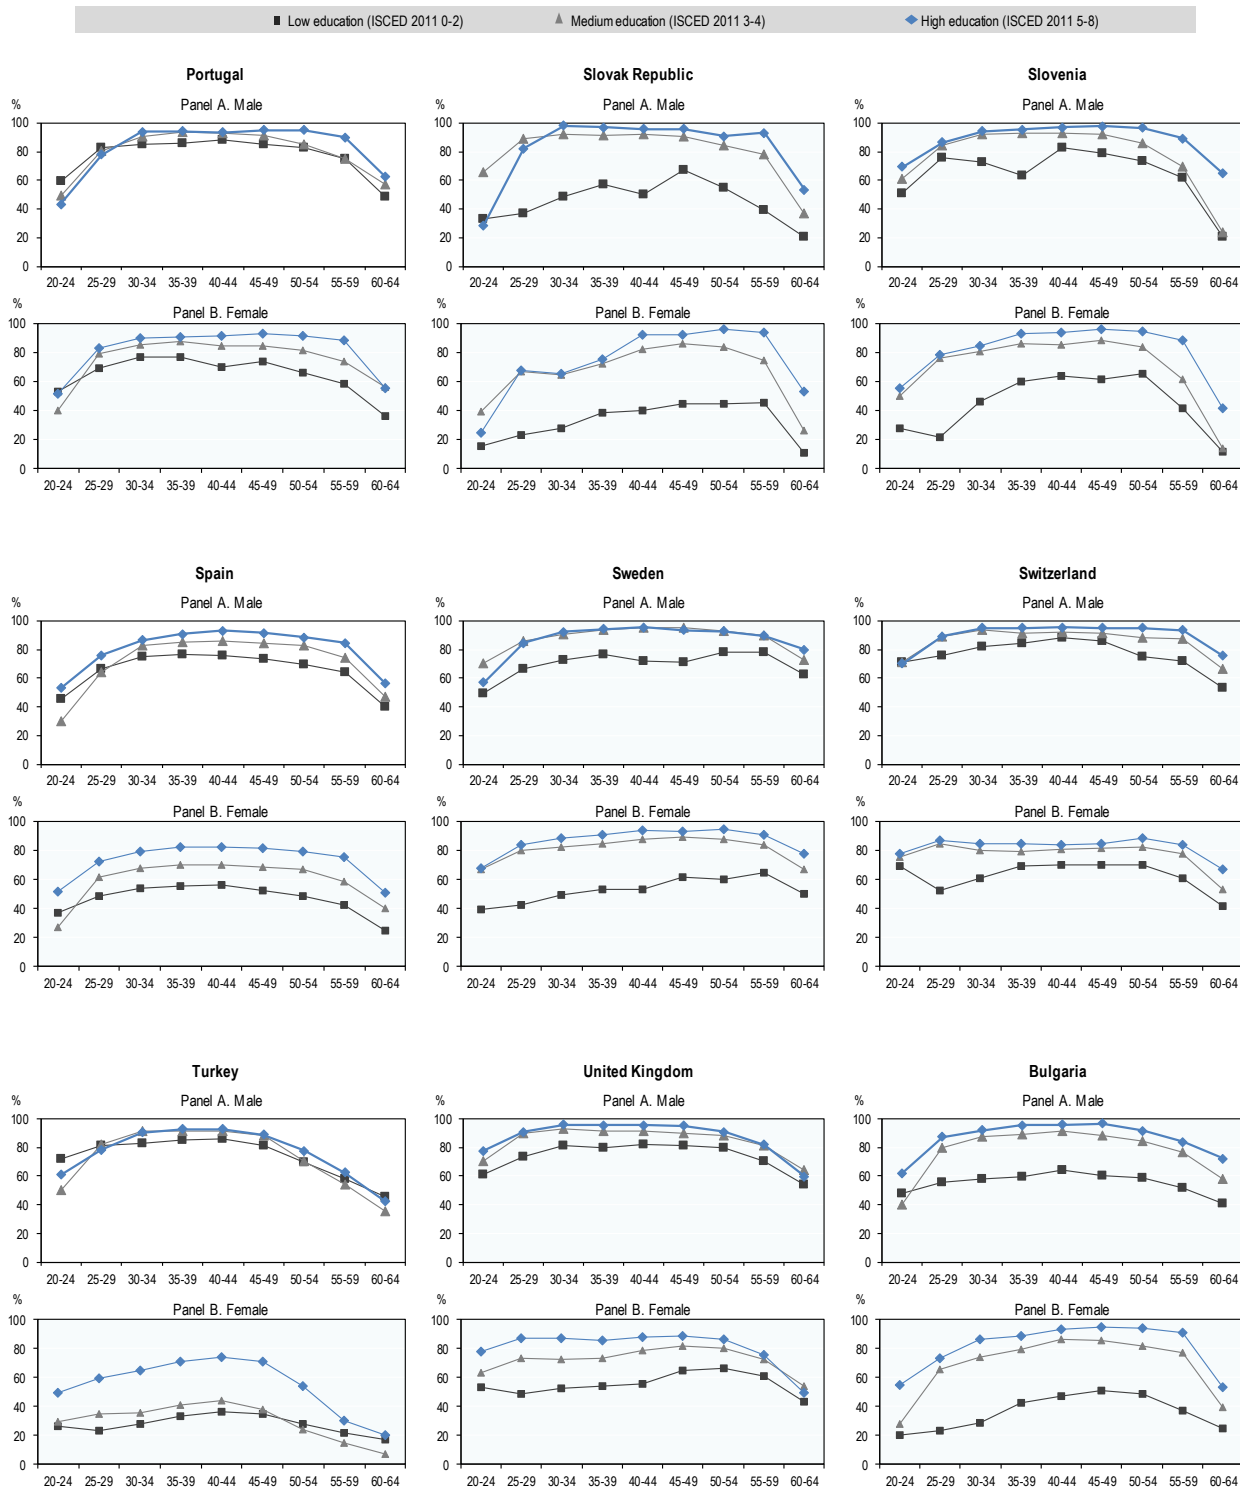 Low education (ISCED 2011 0-2) Medium education (ISCED 2011 3-4) High education (ISCED 2011 5-8)
Portugal Slovak Republic Slovenia
% Panel A. Male % Panel A. Male % Panel A. Male
100 100 100
80 80 80
60 60 60
40 40 40
20 20 20
0 0 0
20-24 25-29 30-34 35-39 40-44 45-49 50-54 55-59 60-64 20-24 25-29 30-34 35-39 40-44 45-49 50-54 55-59 60-64 20-24 25-29 30-34 35-39 40-44 45-49 50-54 55-59 60-64
% Panel B. Female % Panel B. Female % Panel B. Female
100 100 100
80 80 80
60 60 60
40 40 40
20 20 20
0 0 0
20-24 25-29 30-34 35-39 40-44 45-49 50-54 55-59 60-64 20-24 25-29 30-34 35-39 40-44 45-49 50-54 55-59 60-64 20-24 25-29 30-34 35-39 40-44 45-49 50-54 55-59 60-64
Spain Sweden Switzerland
% Panel A. Male % Panel A. Male % Panel A. Male
100 100 100
80 80 80
60 60 60
40 40 40
20 20 20
0 0 0
20-24 25-29 30-34 35-39 40-44 45-49 50-54 55-59 60-64 20-24 25-29 30-34 35-39 40-44 45-49 50-54 55-59 60-64 20-24 25-29 30-34 35-39 40-44 45-49 50-54 55-59 60-64
% Panel B. Female % Panel B. Female % Panel B. Female
100 100 100
80 80 80
60 60 60
40 40 40
20 20 20
0 0 0
20-24 25-29 30-34 35-39 40-44 45-49 50-54 55-59 60-64 20-24 25-29 30-34 35-39 40-44 45-49 50-54 55-59 60-64 20-24 25-29 30-34 35-39 40-44 45-49 50-54 55-59 60-64
Turkey United Kingdom Bulgaria
% Panel A. Male % Panel A. Male % Panel A. Male
100 100 100
80 80 80
60 60 60
40 40 40
20 20 20
0 0 0
20-24 25-29 30-34 35-39 40-44 45-49 50-54 55-59 60-64 20-24 25-29 30-34 35-39 40-44 45-49 50-54 55-59 60-64 20-24 25-29 30-34 35-39 40-44 45-49 50-54 55-59 60-64
% Panel B. Female % Panel B. Female % Panel B. Female
100 100 100
80 80 80
60 60 60
40 40 40
20 20 20
0 0 0
20-24 25-29 30-34 35-39 40-44 45-49 50-54 55-59 60-64 20-24 25-29 30-34 35-39 40-44 45-49 50-54 55-59 60-64 20-24 25-29 30-34 35-39 40-44 45-49 50-54 55-59 60-64